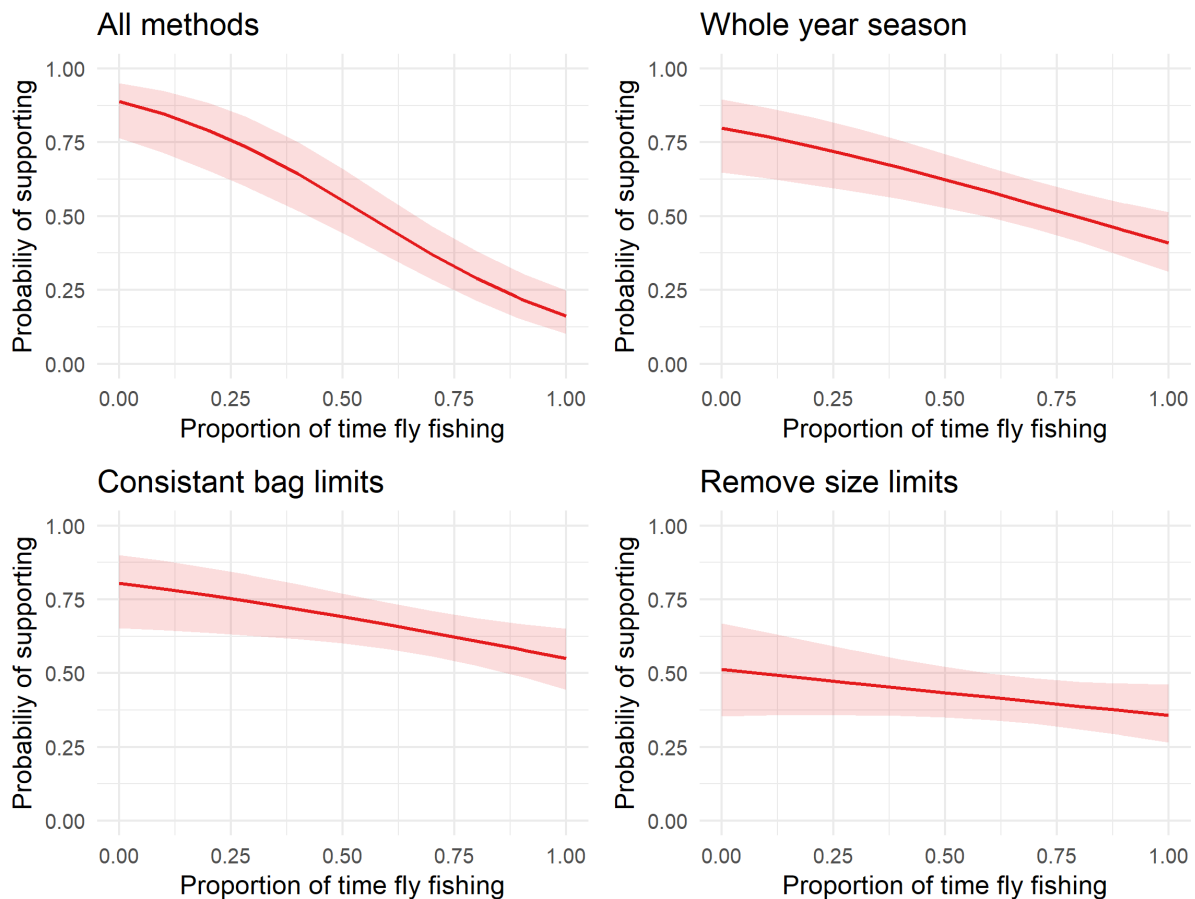 All methods
Probabiliy of supporting
1.00
0.75
0.50
0.25
0.00
0.00 0.25 0.50 0.75 1.00
Proportion of time fly fishing
Whole year season
Probabiliy of supporting
1.00
0.75
0.50
0.25
0.00
0.00 0.25 0.50 0.75 1.00
Proportion of time fly fishing
Consistant bag limits
Probabiliy of supporting
1.00
0.75
0.50
0.25
0.00
0.00 0.25 0.50 0.75 1.00
Proportion of time fly fishing
Remove size limits
Probabiliy of supporting
1.00
0.75
0.50
0.25
0.00
0.00 0.25 0.50 0.75 1.00
Proportion of time fly fishing